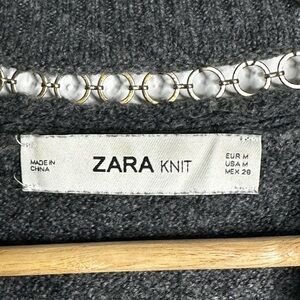 MADE IN
CHINA
ZARA KNIT
EUR M
USA M
MEX 28